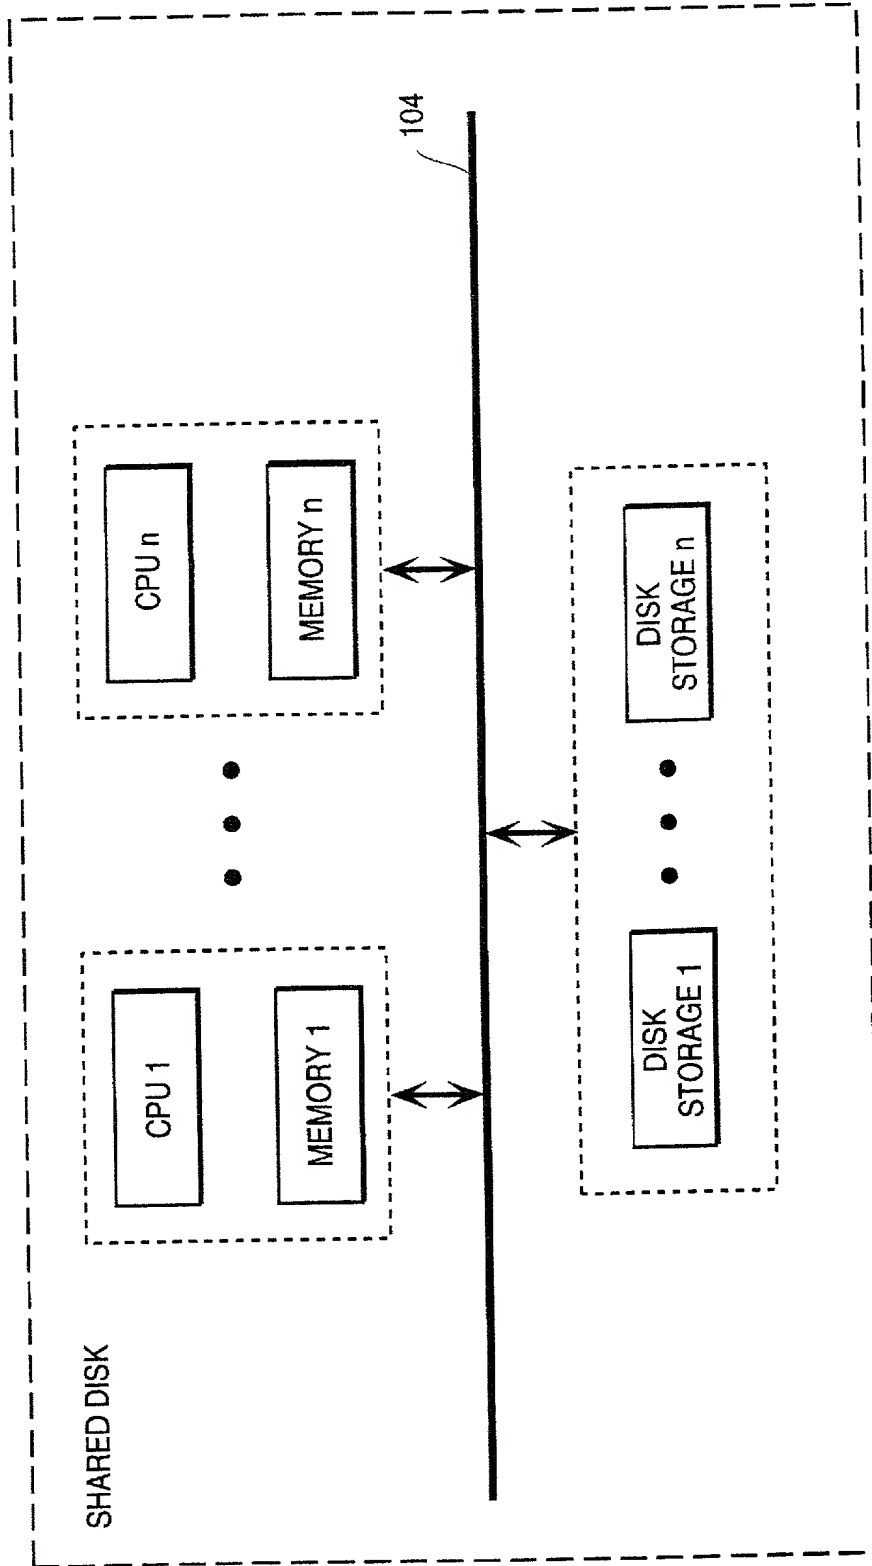 SHARED DISK
CPU 1
MEMORY 1
CPU n
MEMORY n
104
DISK
STORAGE 1
DISK
STORAGE n